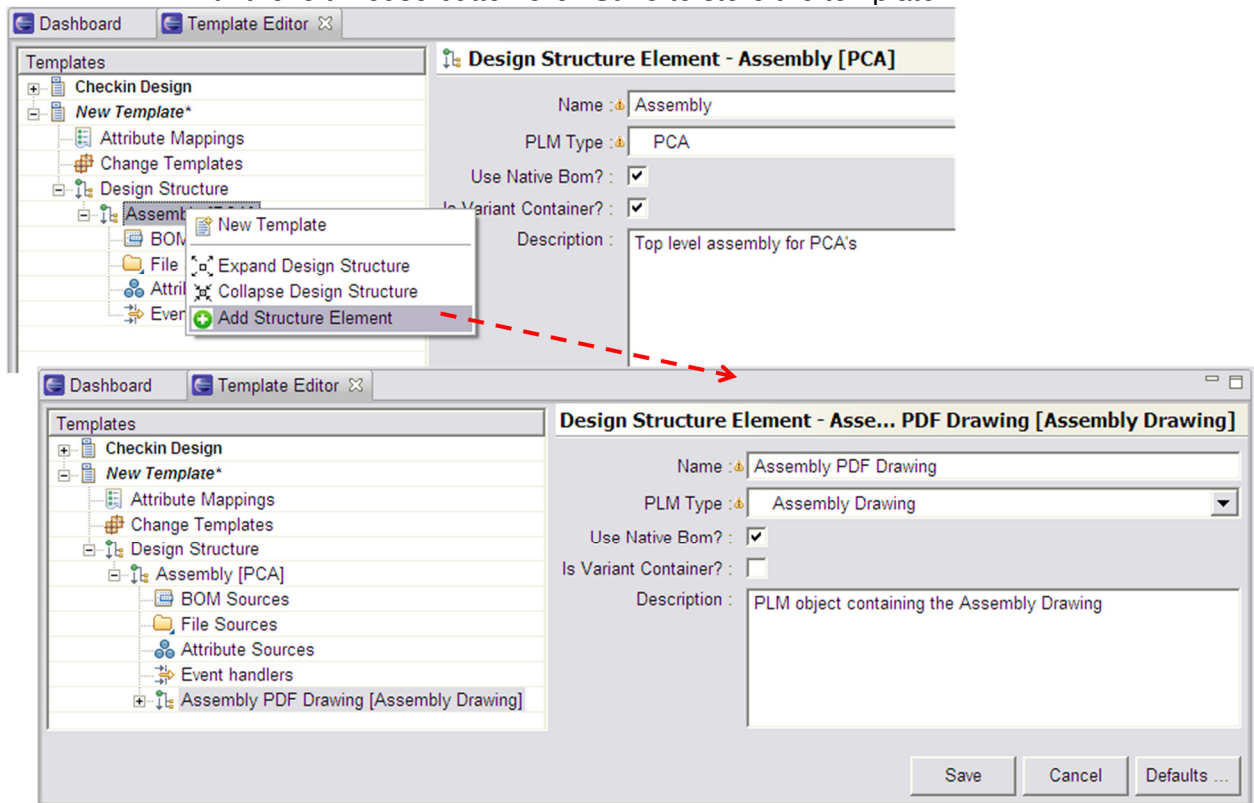 Dashboard Template Editor
Templates
Checkin Design
New Template*
Attribute Mappings
Change Templates
Design Structure
Assemb
BOM
File
Attril
Even
New Template
Expand Design Structure
Collapse Design Structure
Add Structure Element
Design Structure Element - Assembly [PCA]
Name : Assembly
PLM Type : PCA
Use Native Bom? :
Is Variant Container? :
Description : Top level assembly for PCA's
Dashboard Template Editor
Templates
Checkin Design
New Template*
Attribute Mappings
Change Templates
Design Structure
Assembly [PCA]
BOM Sources
File Sources
Attribute Sources
Event handlers
Assembly PDF Drawing [Assembly Drawing]
Design Structure Element - Asse... PDF Drawing [Assembly Drawing]
Name : Assembly PDF Drawing
PLM Type : Assembly Drawing
Use Native Bom? :
Is Variant Container? :
Description : PLM object containing the Assembly Drawing
Save Cancel Defaults ...